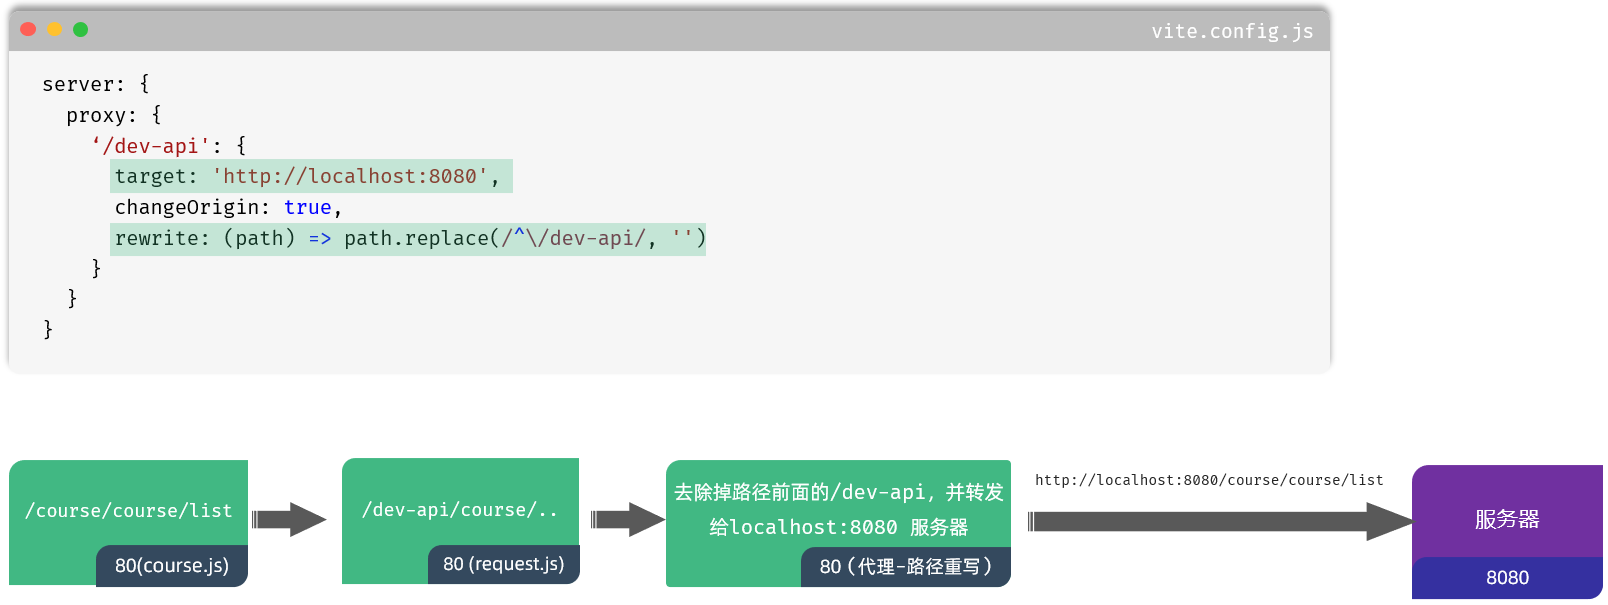 vite.config.js
server: {
proxy: {
‘/dev-api': {
target: 'http://localhost:8080',
changeOrigin: true,
rewrite: (path) => path.replace(/^\/dev-api/, '')
}
}
}
/course/course/list
80(course.js)
/dev-api/course/..
80 (request.js)
去除掉路径前面的/dev-api, 并转发
给localhost:8080 服务器
80 (代理-路径重写)
http://localhost:8080/course/course/list
服务器
8080